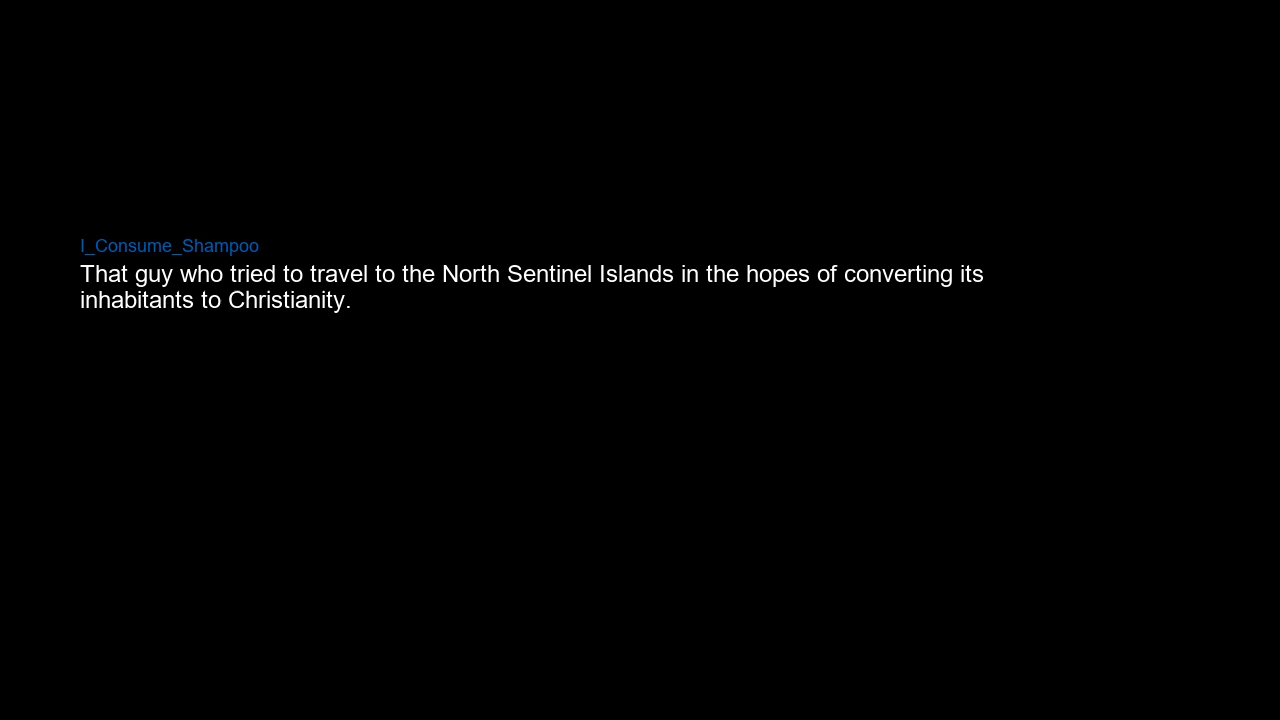 I_Consume_Shampoo
That guy who tried to travel to the North Sentinel Islands in the hopes of converting its
inhabitants to Christianity.